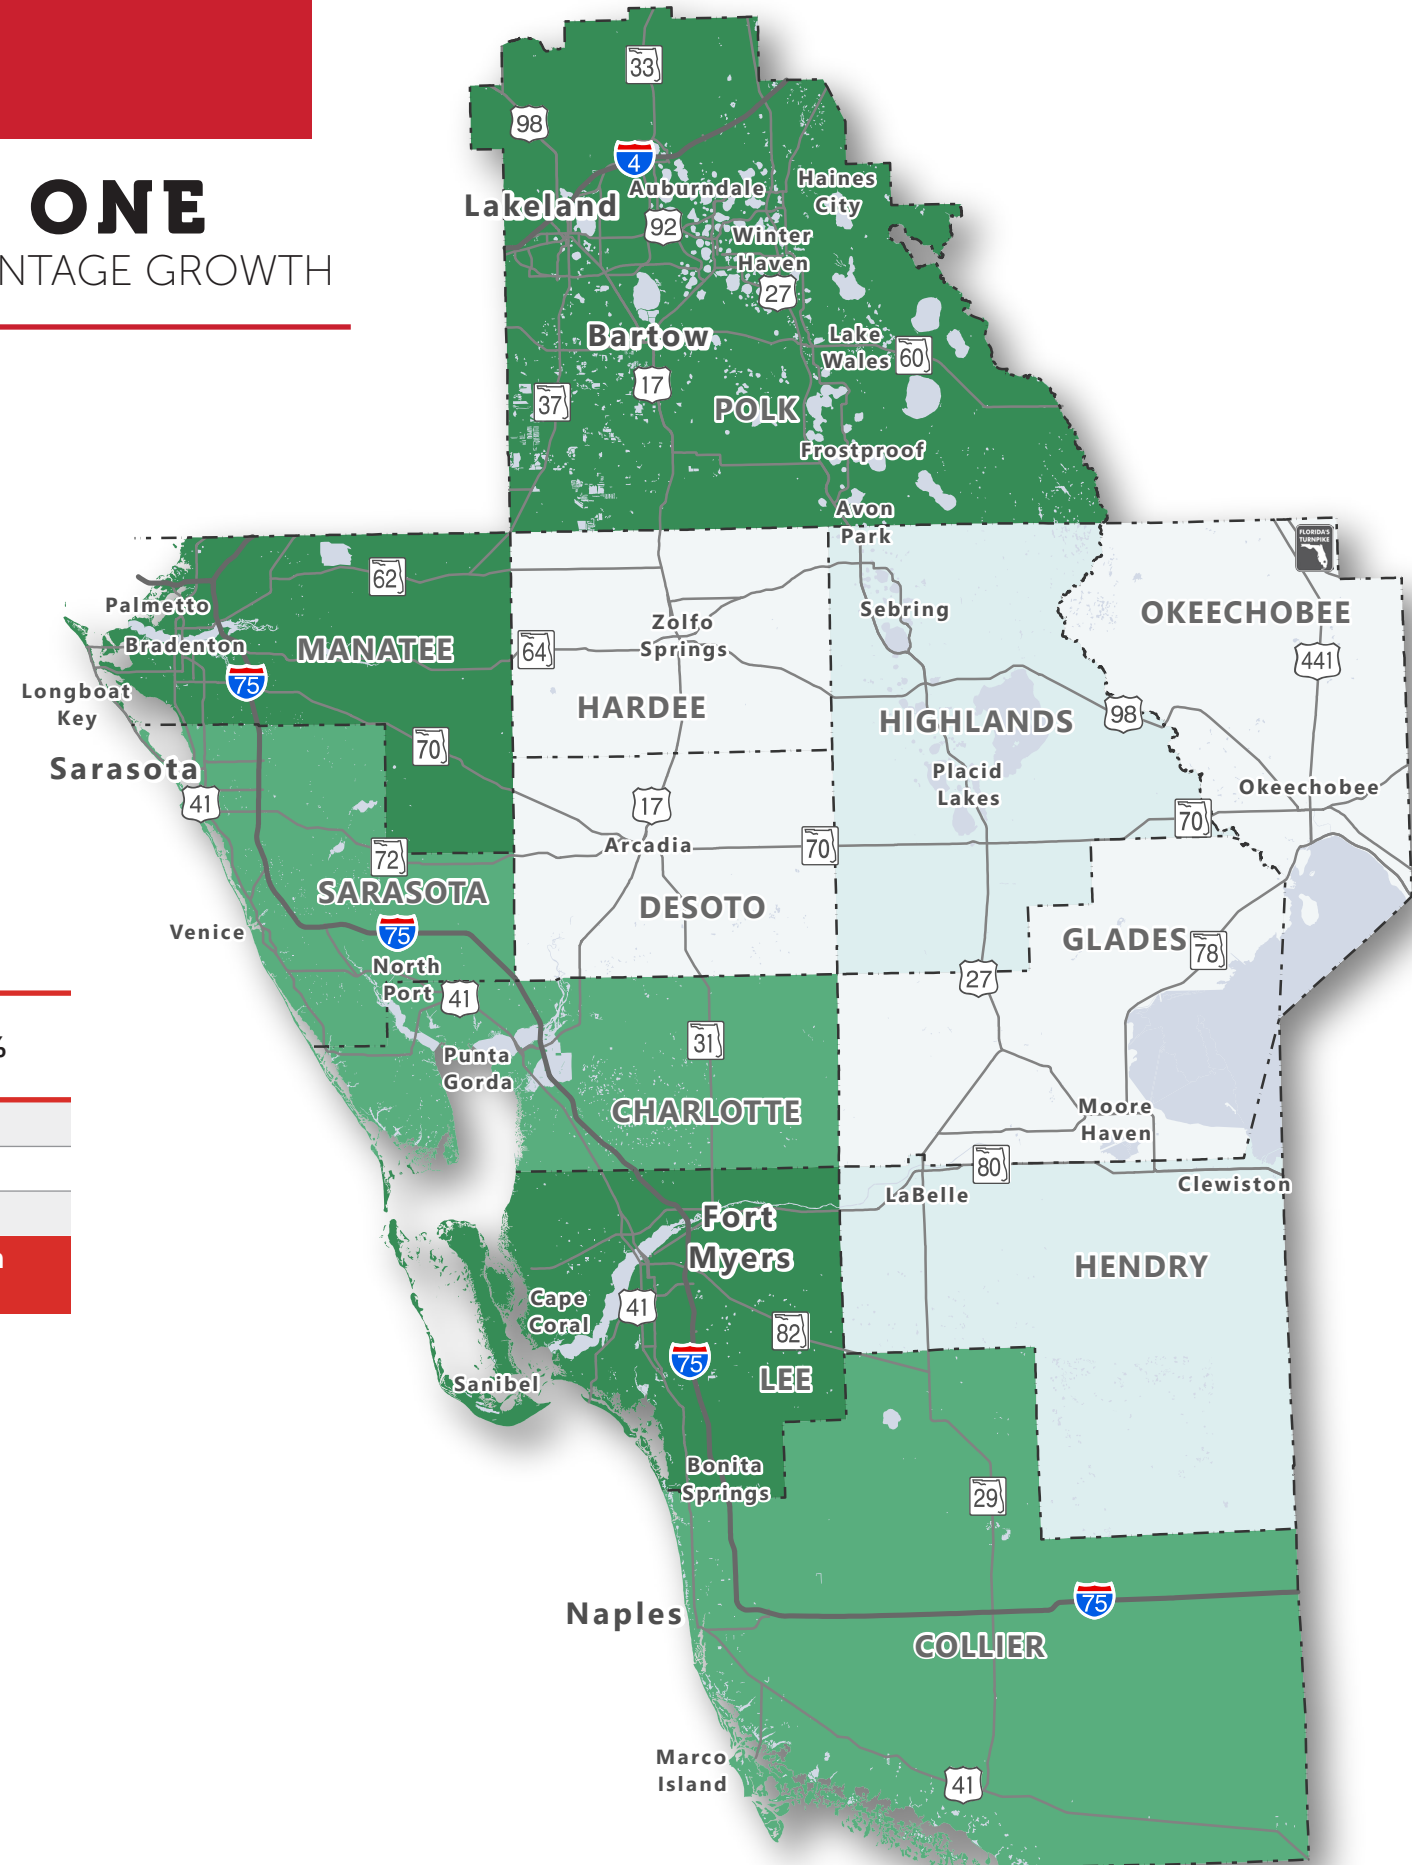 ONE
NTAGE GROWTH
%
33
98
4
Auburndale
Haines
City
Lakeland
92
Winter
Haven
27
Bartow
Lake
Wales
60
17
37
POLK
Frostproof
Avon
Park
FLORIDA'S
TURNPIKE
62
Palmetto
Sebring
OKEECHOBEE
Zolfo
Springs
Bradenton
MANATEE
64
441
75
Longboat
Key
HARDEE
HIGHLANDS
98
70
Sarasota
Placid
Lakes
Okeechobee
41
17
70
72
Arcadia
70
SARASOTA
DESOTO
Venice
75
GLADES
78
North
Port
41
27
31
Punta
Gorda
CHARLOTTE
Moore
Haven
80
LaBelle
Clewiston
Fort
Myers
HENDRY
Cape
Coral
41
82
75
LEE
Sanibel
Bonita
Springs
29
Naples
75
COLLIER
Marco
Island
41